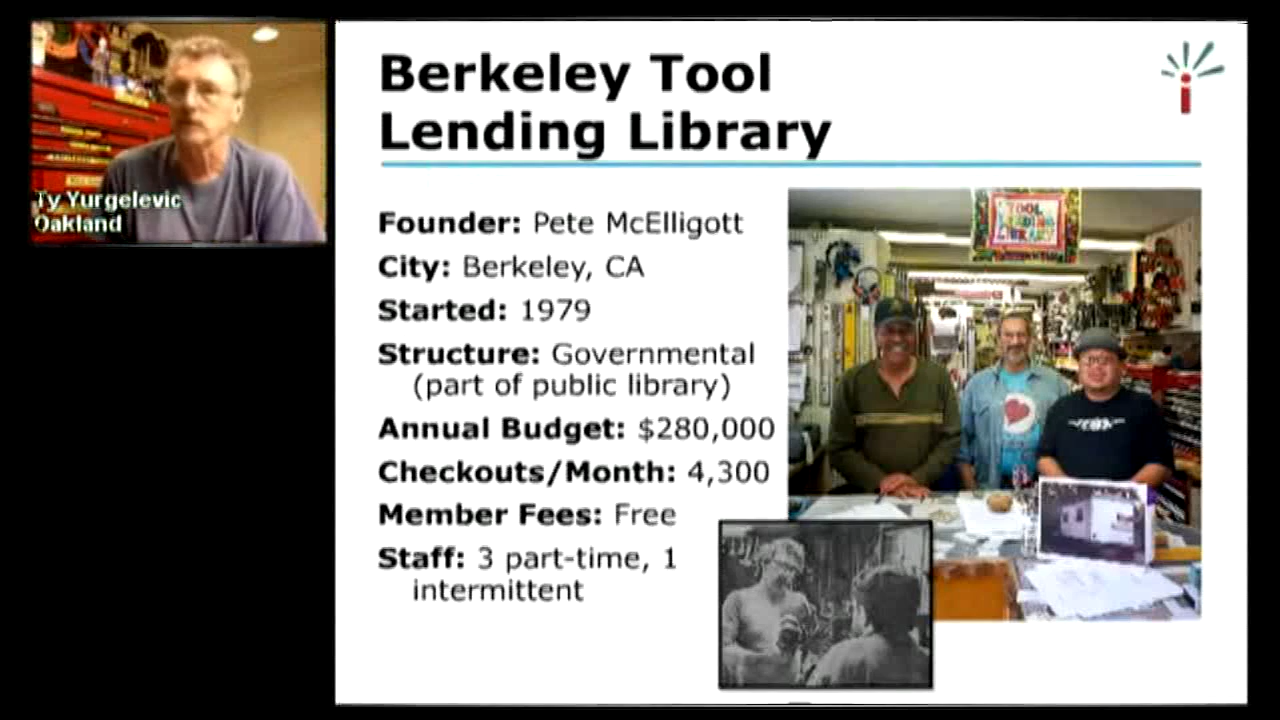 Berkeley Tool
Lending Library
Ty Yurgelevic
Oakland
Founder: Pete McElligott
City: Berkeley, CA
Started: 1979
Structure: Governmental
(part of public library)
Annual Budget: $280,000
Checkouts/Month: 4,300
Member Fees: Free
Staff: 3 part-time, 1
intermittent
TOOL
LENDING
LIBRARY